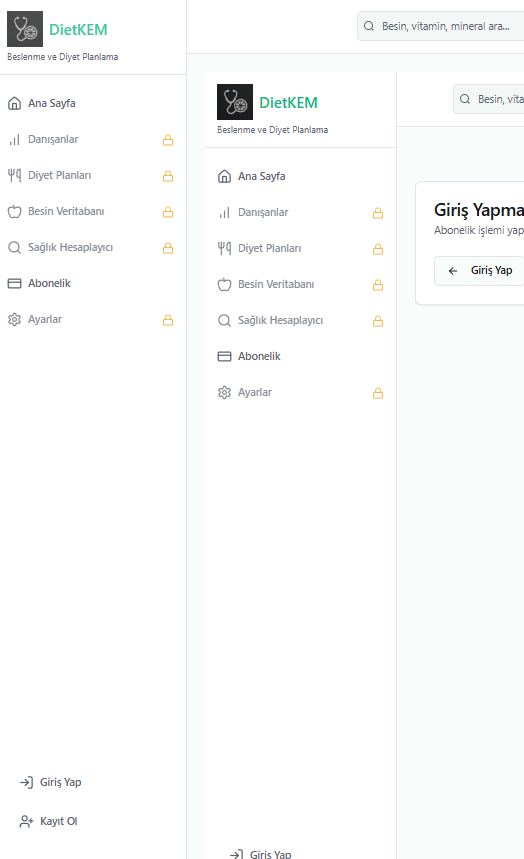 DietKEM
Beslenme ve Diyet Planlama
Ana Sayfa
Danışanlar
Diyet Planları
Besin Veritabanı
Sağlık Hesaplayıcı
Abonelik
Ayarlar
Giriş Yap
Kayıt Ol
Besin, vitamin, mineral ara...
DietKEM
Beslenme ve Diyet Planlama
Ana Sayfa
Danışanlar
Diyet Planları
Besin Veritabanı
Sağlık Hesaplayıcı
Abonelik
Ayarlar
Giriş Yap
Besin, vita
Giriş Yapma
Abonelik işlemi yap
Giriş Yap